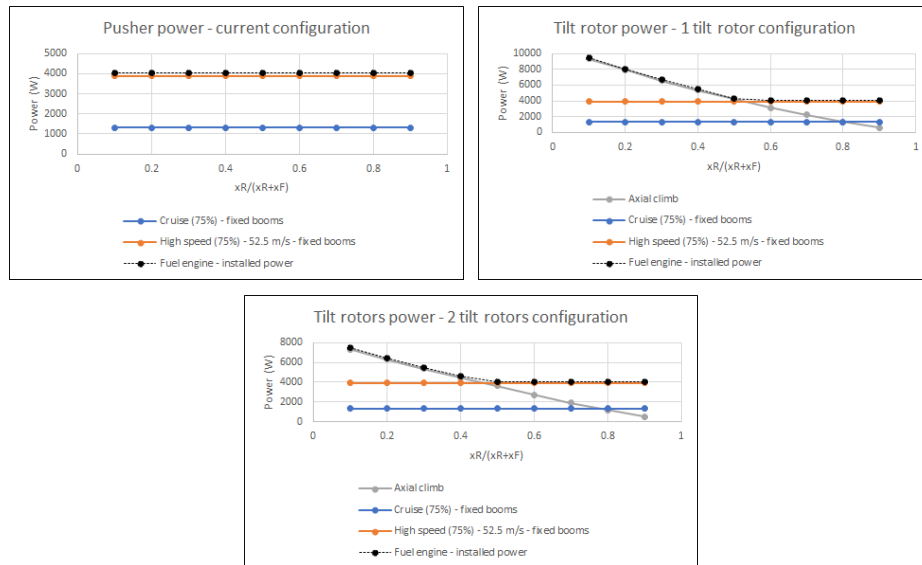 Pusher power - current configuration
Power (W)
5000
4000
3000
2000
1000
0
0
0.2
0.4
0.6
0.8
1
xR/(xR+xF)
Cruise (75%) - fixed booms
High speed (75%) - 52.5 m/s - fixed booms
Fuel engine - installed power
Tilt rotor power - 1 tilt rotor configuration
Power (W)
10000
8000
6000
4000
2000
0
0
0.2
0.4
0.6
0.8
1
xR/(xR+xF)
Axial climb
Cruise (75%) - fixed booms
High speed (75%) - 52.5 m/s - fixed booms
Fuel engine - installed power
Tilt rotors power - 2 tilt rotors configuration
Power (W)
8000
6000
4000
2000
0
0
0.2
0.4
0.6
0.8
1
xR/(xR+xF)
Axial climb
Cruise (75%) - fixed booms
High speed (75%) - 52.5 m/s - fixed booms
Fuel engine - installed power